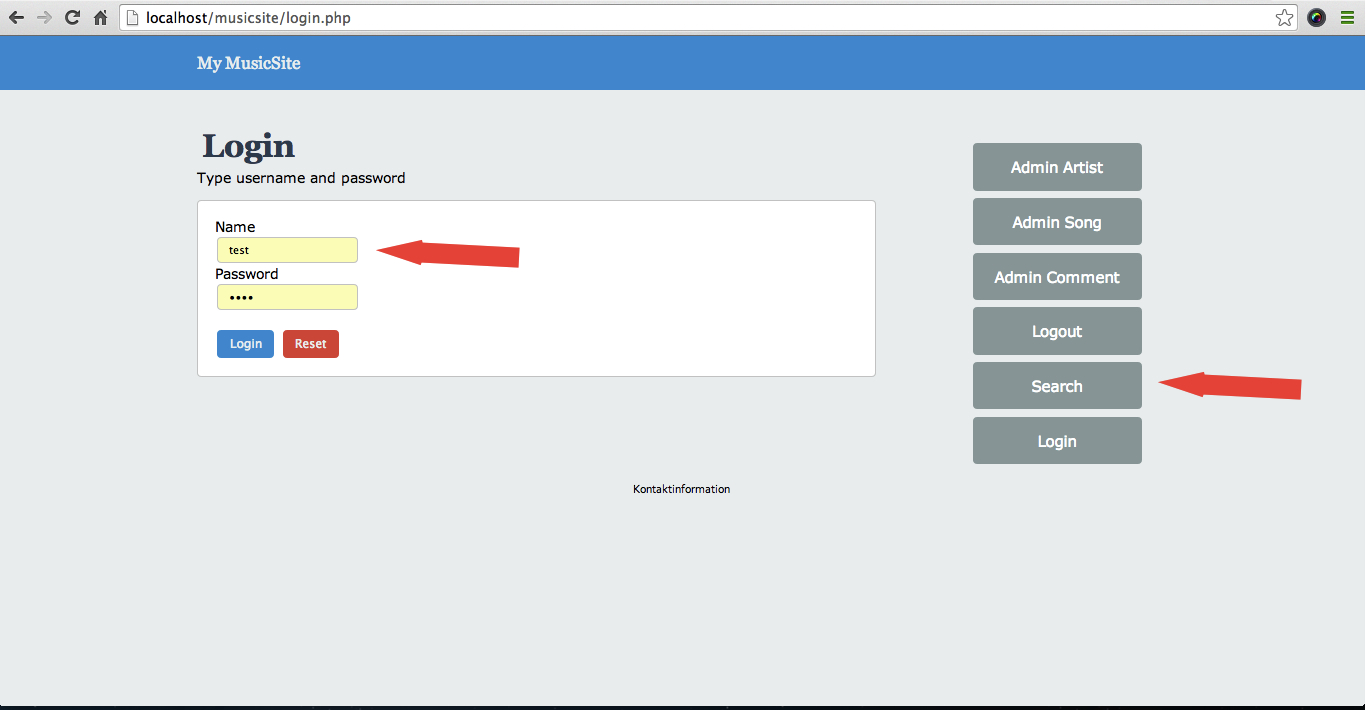 localhost/musicsite/login.php
My MusicSite
Login
Type username and password
Name
test
Password
••••
Login Reset
Admin Artist
Admin Song
Admin Comment
Logout
Search
Login
Kontaktinformation